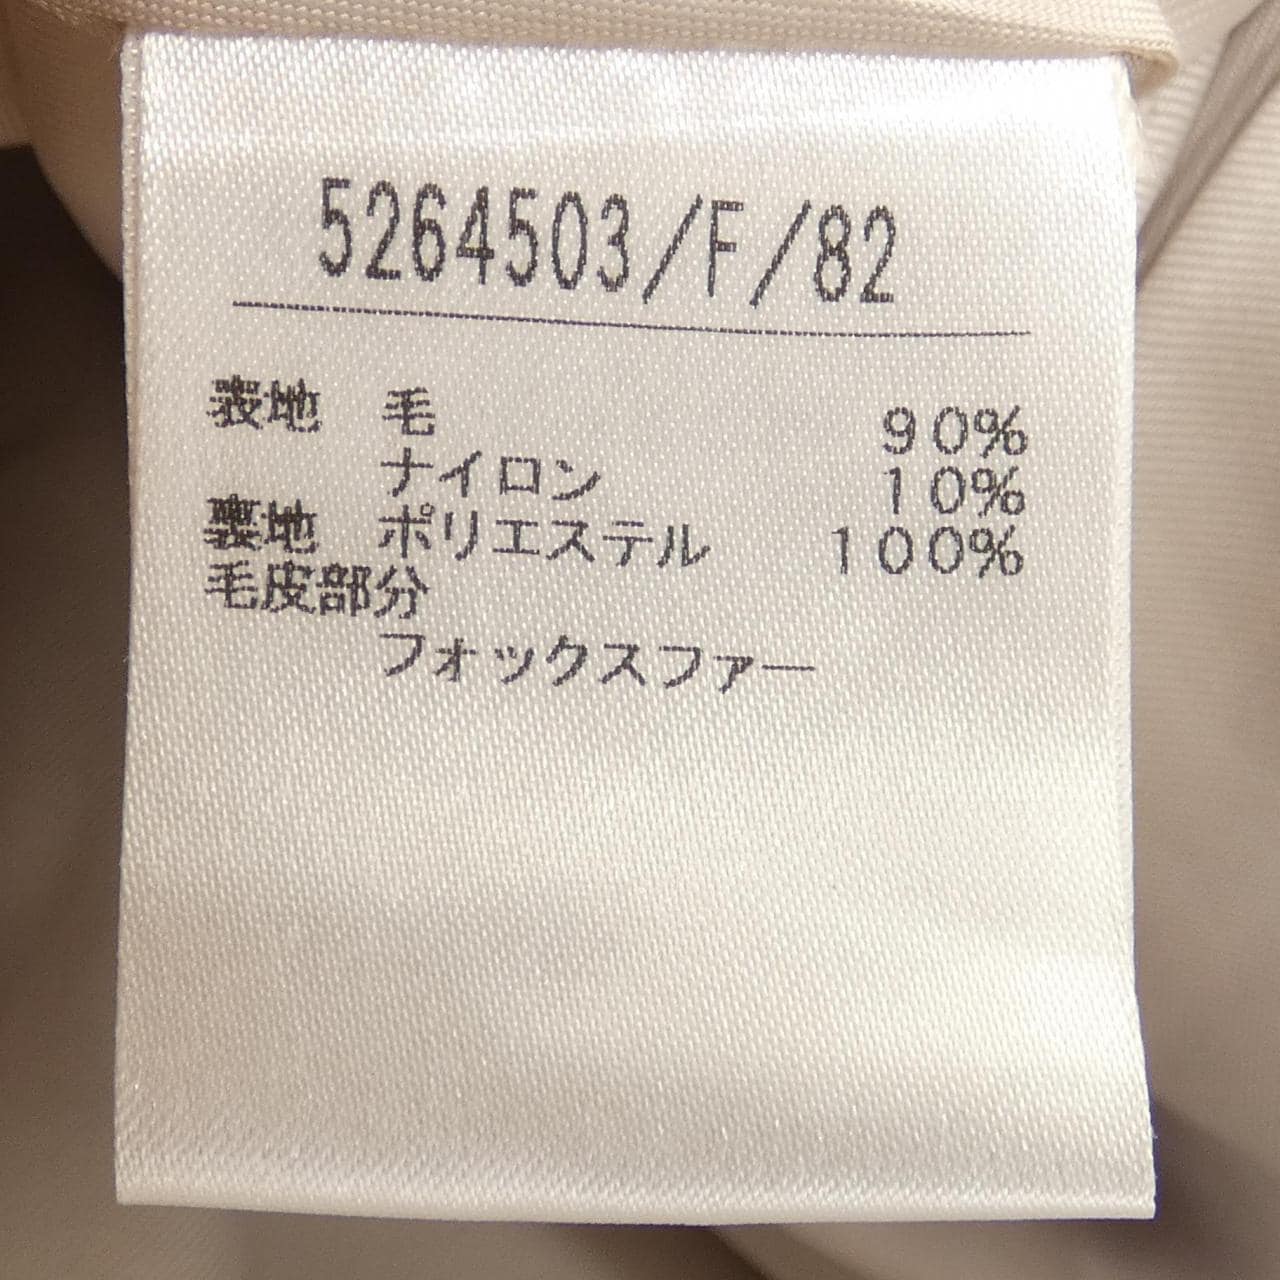 5264503/F/82
表地 毛 90%
ナイロン 10%
裏地 ポリエステル 100%
毛皮部分
フォックスファー